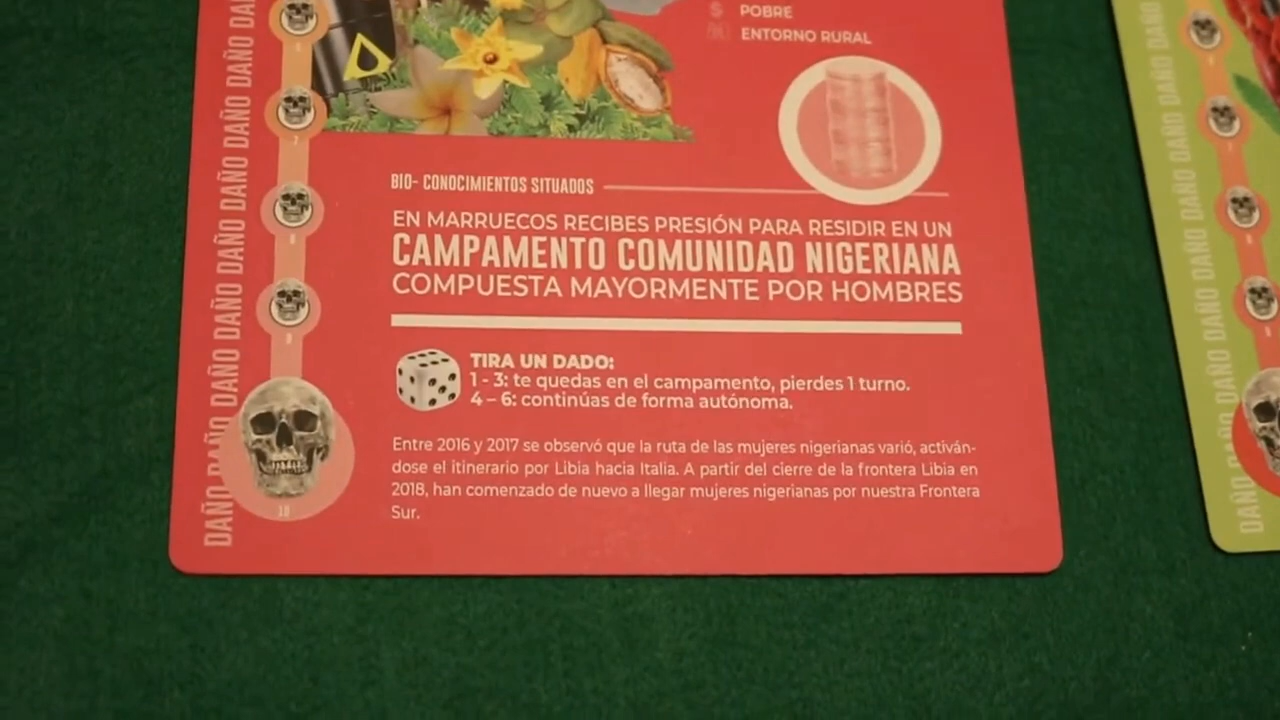 POBRE
ENTORNO RURAL
BIO- CONOCIMIENTOS SITUADOS
EN MARRUECOS RECIBES PRESIÓN PARA RESIDIR EN UN
CAMPAMENTO COMUNIDAD NIGERIANA
COMPUESTA MAYORMENTE POR HOMBRES
TIRA UN DADO:
1 - 3: te quedas en el campamento, pierdes 1 turno.
4 – 6: continúas de forma autónoma.
Entre 2016 y 2017 se observó que la ruta de las mujeres nigerianas varió, activán-
dose el itinerario por Libia hacia Italia. A partir del cierre de la frontera Libia en
2018, han comenzado de nuevo a llegar mujeres nigerianas por nuestra Frontera
Sur.
DAÑO DAÑO DAÑO DAÑO DAÑO DAÑO DAÑO
10
DAÑO DAÑO DAÑO DAÑO DAÑO DAÑO DAÑO